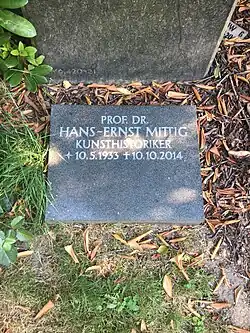 PROF. DR.
HANS-ERNST MITTIG
KUNSTHISTORIKER
+ 10.5.1933 + 10.10.2014